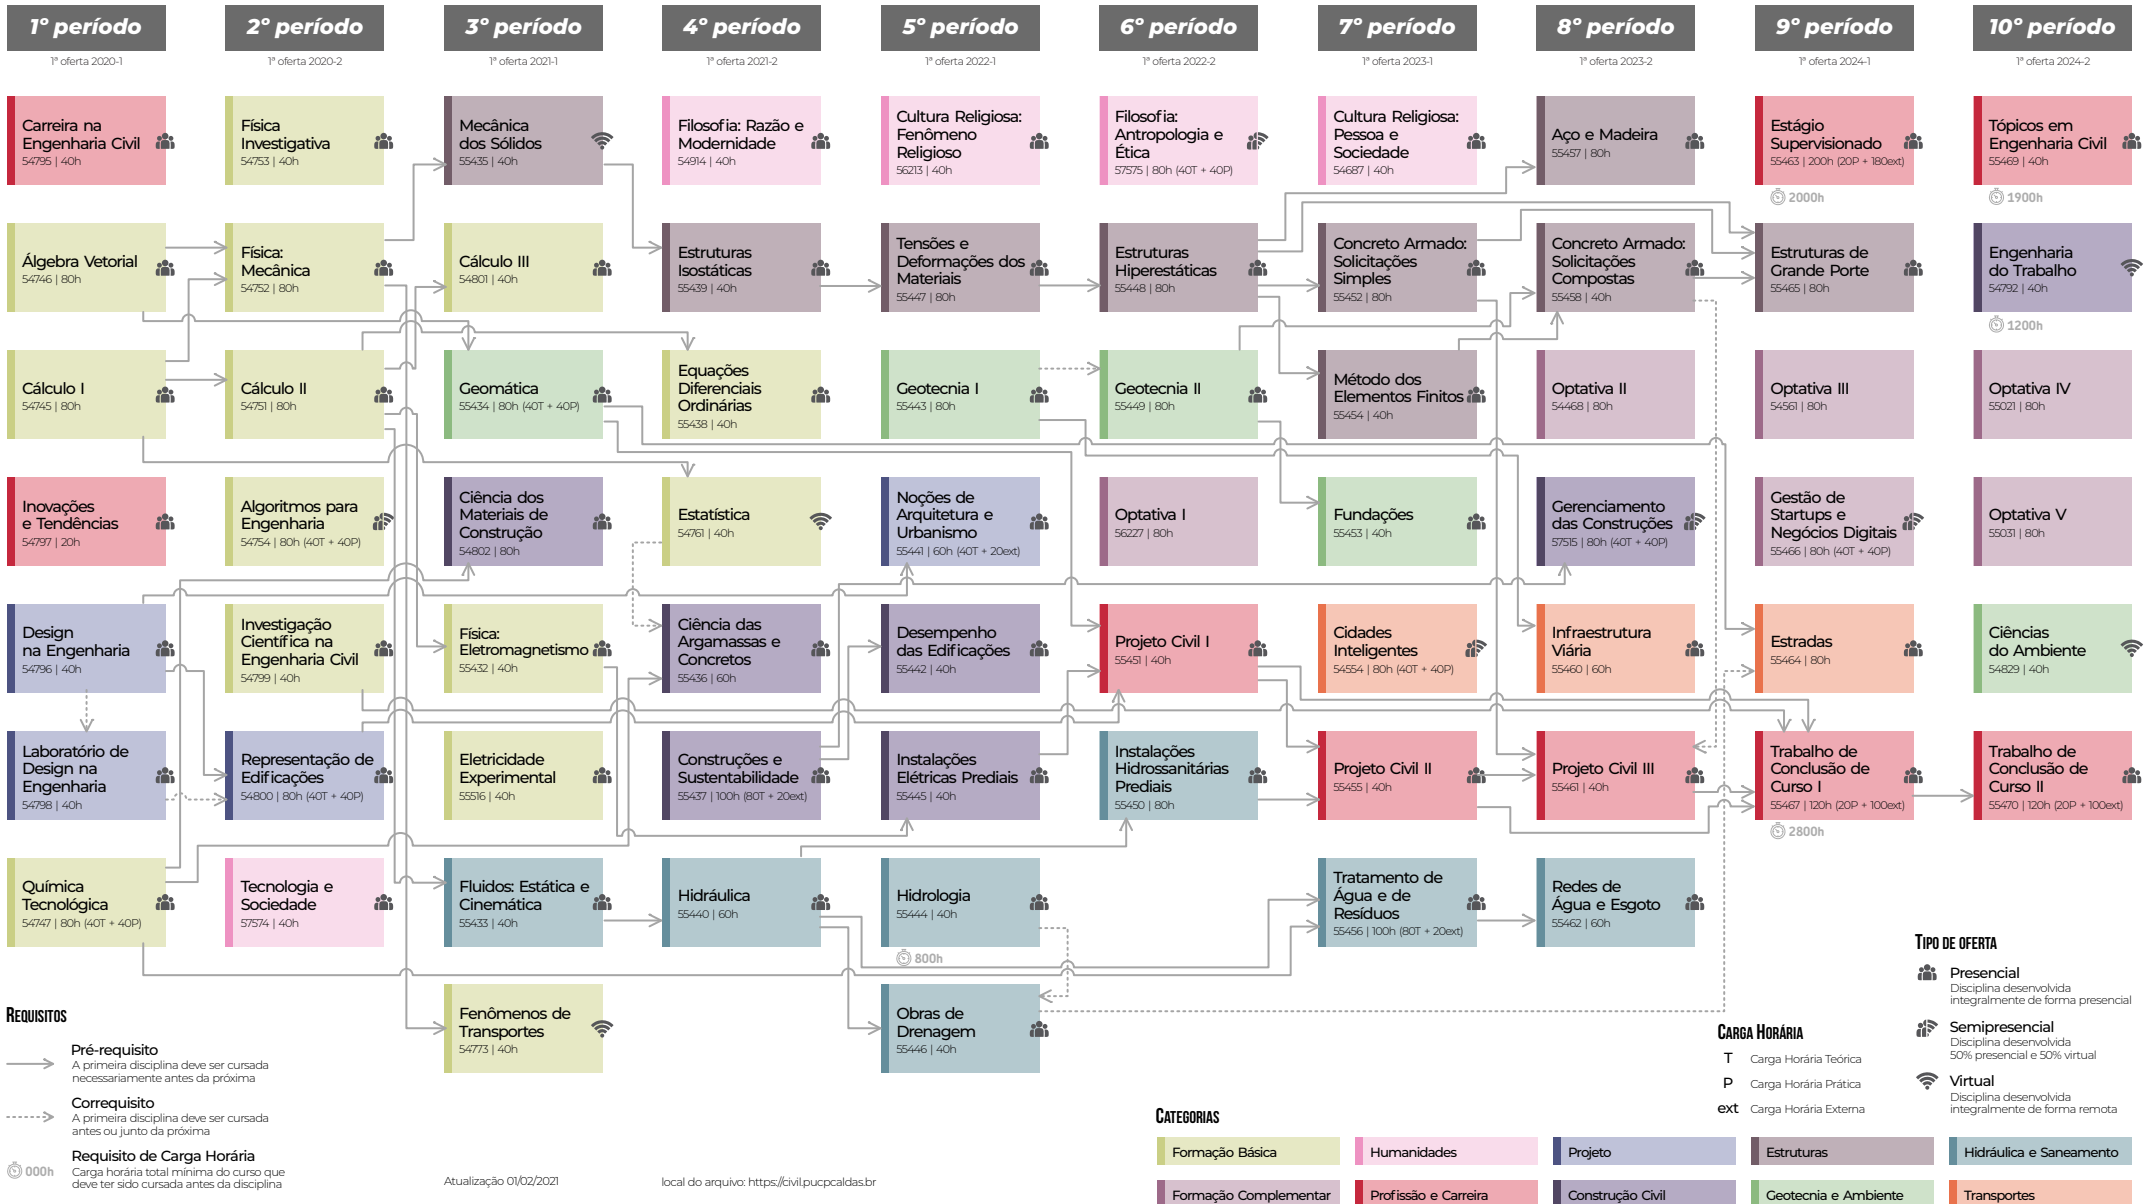 1º período
1ª oferta 2020-1
Carreira na
Engenharia Civil
54795 | 40h
Álgebra Vetorial
54746 | 80h
Cálculo I
54745 | 80h
Inovações
e Tendências
54797 | 20h
Design
na Engenharia
54796 | 40h
Laboratório de
Design na
Engenharia
54798 | 40h
Química
Tecnológica
54747 | 80h (40T + 40P)
2º período
1ª oferta 2020-2
Física
Investigativa
54753 | 40h
Física:
Mecânica
54752 | 80h
Cálculo II
54751 | 80h
Algoritmos para
Engenharia
54754 | 80h (40T + 40P)
Investigação
Científica na
Engenharia Civil
54799 | 40h
Representação de
Edificações
54800 | 80h (40T + 40P)
Tecnologia e
Sociedade
57574 | 40h
3º período
1ª oferta 2021-1
Mecânica
dos Sólidos
55435 | 40h
Cálculo III
54801 | 40h
Geomática
55434 | 80h (40T + 40P)
Ciência dos
Materiais de
Construção
54802 | 80h
Física:
Eletromagnetismo
55432 | 40h
Eletricidade
Experimental
55516 | 40h
Fluidos: Estática e
Cinemática
55433 | 40h
Fenômenos de
Transportes
54773 | 40h
4º período
1ª oferta 2021-2
Filosofia: Razão e
Modernidade
54914 | 40h
Estruturas
Isostáticas
55439 | 40h
Equações
Diferenciais
Ordinárias
55438 | 40h
Estatística
54761 | 40h
Ciência das
Argamassas e
Concretos
55436 | 60h
Construções e
Sustentabilidade
55437 | 100h (80T + 20ext)
Hidráulica
55440 | 60h
5º período
1ª oferta 2022-1
Cultura Religiosa:
Fenômeno
Religioso
56213 | 40h
Tensões e
Deformações dos
Materiais
55447 | 80h
Geotecnia I
55443 | 80h
Noções de
Arquitetura e
Urbanismo
55441 | 60h (40T + 20ext)
Desempenho
das Edificações
55442 | 40h
Instalações
Elétricas Prediais
55445 | 40h
Hidrologia
55444 | 40h
800h
Obras de
Drenagem
55446 | 40h
6º período
1ª oferta 2022-2
Filosofia:
Antropologia e
Ética
57575 | 80h (40T + 40P)
Estruturas
Hiperestáticas
55448 | 80h
Geotecnia II
55449 | 80h
Optativa I
56227 | 80h
Projeto Civil I
55451 | 40h
Instalações
Hidrossanitárias
Prediais
55450 | 80h
7º período
1ª oferta 2023-1
Cultura Religiosa:
Pessoa e
Sociedade
54687 | 40h
Concreto Armado:
Solicitações
Simples
55452 | 80h
Método dos
Elementos Finitos
55454 | 40h
Fundações
55453 | 40h
Cidades
Inteligentes
54554 | 80h (40T + 40P)
Projeto Civil II
55455 | 40h
Tratamento de
Água e de
Resíduos
55456 | 100h (80T + 20ext)
8º período
1ª oferta 2023-2
Aço e Madeira
55457 | 80h
Concreto Armado:
Solicitações
Compostas
55458 | 40h
Optativa II
54468 | 80h
Gerenciamento
das Construções
57515 | 80h (40T + 40P)
Infraestrutura
Viária
55460 | 60h
Projeto Civil III
55461 | 40h
Redes de
Água e Esgoto
55462 | 60h
9º período
1ª oferta 2024-1
Estágio
Supervisionado
55463 | 200h (20P + 180ext)
2000h
Estruturas de
Grande Porte
55465 | 80h
Optativa III
54561 | 80h
Gestão de
Startups e
Negócios Digitais
55466 | 80h (40T + 40P)
Estradas
55464 | 80h
Trabalho de
Conclusão de
Curso I
55467 | 120h (20P + 100ext)
2800h
10º período
1ª oferta 2024-2
Tópicos em
Engenharia Civil
55469 | 40h
1900h
Engenharia
do Trabalho
54792 | 40h
1200h
Optativa IV
55021 | 80h
Optativa V
55031 | 80h
Ciências
do Ambiente
54829 | 40h
Trabalho de
Conclusão de
Curso II
55470 | 120h (20P + 100ext)
Requisitos
Pré-requisito
A primeira disciplina deve ser cursada
necessariamente antes da próxima
Correquisito
A primeira disciplina deve ser cursada
antes ou junto da próxima
000h
Requisito de Carga Horária
Carga horária total mínima do curso que
deve ter sido cursada antes da disciplina
Atualização 01/02/2021
local do arquivo: https://civil.pucpcaldas.br
Categorias
Formação Básica
Humanidades
Projeto
Estruturas
Hidráulica e Saneamento
Formação Complementar
Profissão e Carreira
Construção Civil
Geotecnia e Ambiente
Transportes
Carga Horária
T Carga Horária Teórica
P Carga Horária Prática
ext Carga Horária Externa
Tipo de oferta
Presencial
Disciplina desenvolvida
integralmente de forma presencial
Semipresencial
Disciplina desenvolvida
50% presencial e 50% virtual
Virtual
Disciplina desenvolvida
integralmente de forma remota